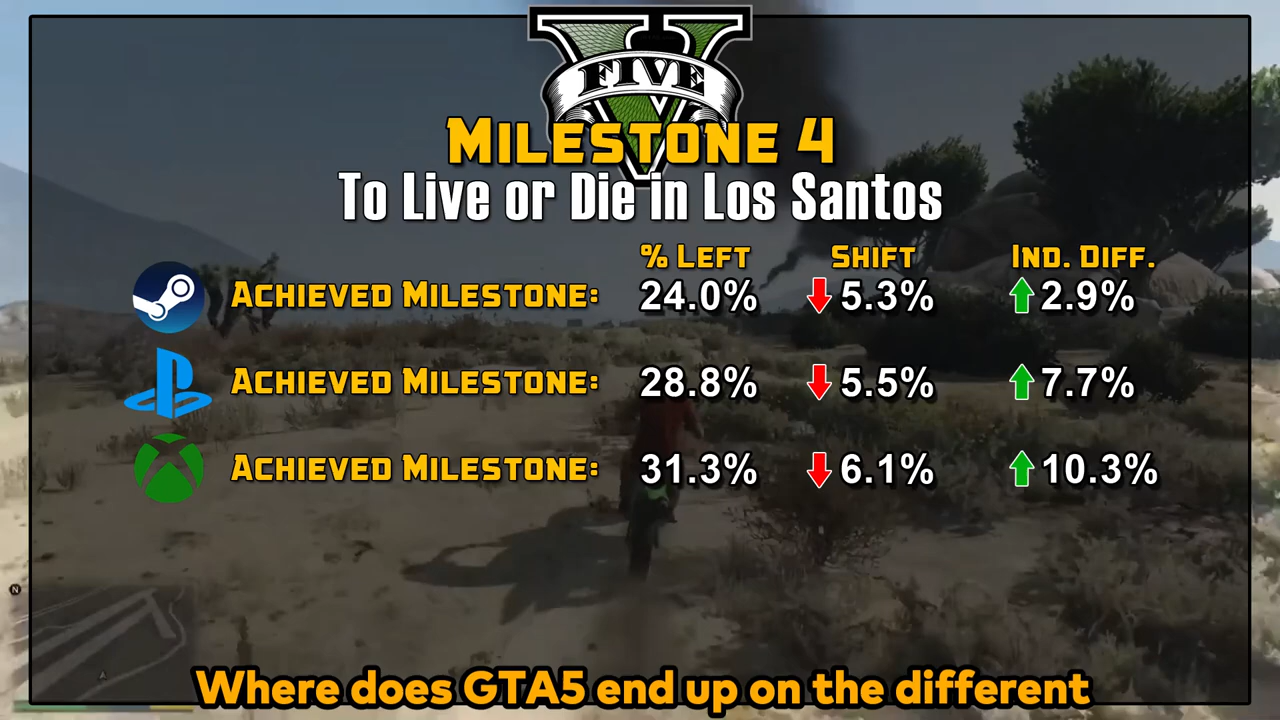 FIVE
Milestone 4
To Live or Die in Los Santos
% Left Shift Ind. Diff.
Achieved Milestone: 24.0% 5.3% 2.9%
Achieved Milestone: 28.8% 5.5% 7.7%
Achieved Milestone: 31.3% 6.1% 10.3%
N
Where does GTA5 end up on the different